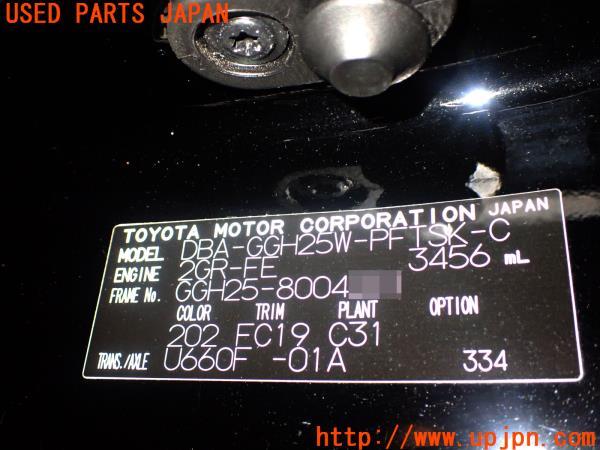 USED PARTS JAPAN
TOYOTA MOTOR CORPORATION JAPAN
MODEL DBA-GGH25W-PFTSK-C
ENGINE 2GR-FE 3456 mL
FRAME No. GGH25-8004
COLOR TRIM PLANT OPTION
202 FC19 C31
TRANS./AXLE U660F -01A 334
http://www.upjpn.com